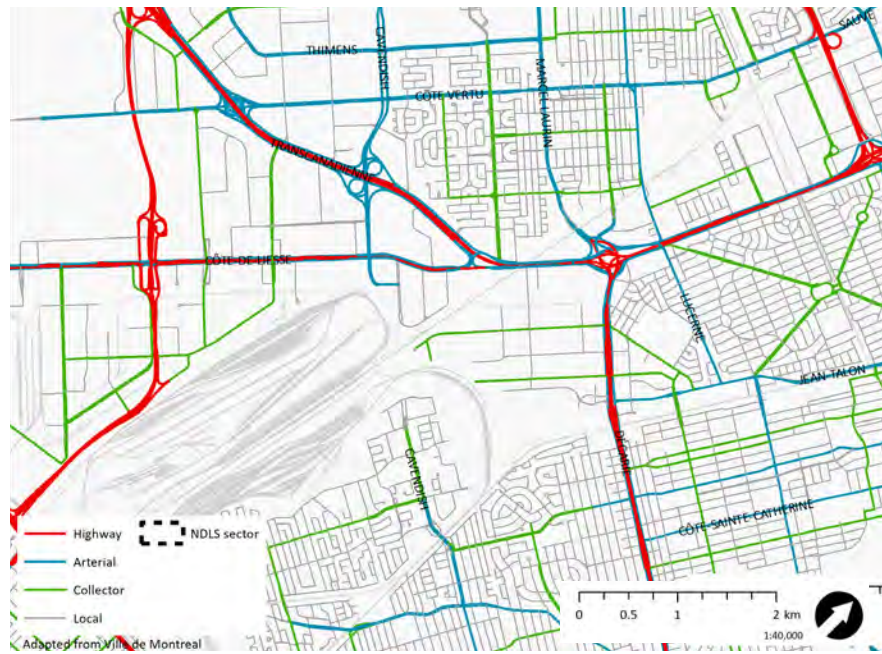 SAUVÉ
THIMENS
CAVENDISH
MARCEL LAURIN
CÔTE VERTU
TRANSCANADIENNE
CÔTE-DE-LIESSE
LUCERNE
JEAN-TALON
DÉCARIE
CAVENDISH
CÔTE-SAINTE-CATHERINE
Highway NDLS sector
Arterial
Collector
Local
Adapted from Ville de Montreal
0 0.5 1 2 km
1:40,000